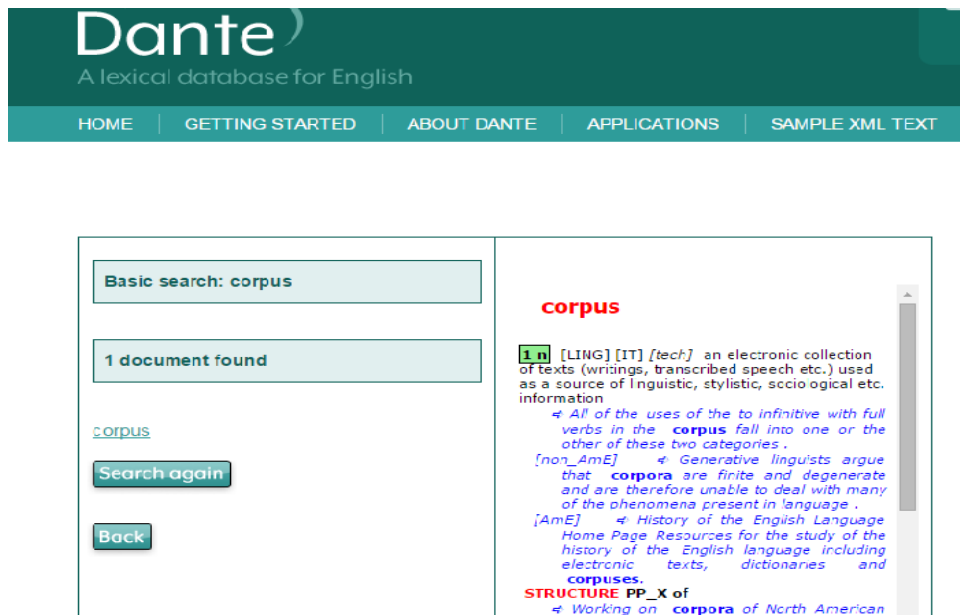 Dante
A lexical database for English
HOME GETTING STARTED ABOUT DANTE APPLICATIONS SAMPLE XML TEXT
Basic search: corpus
1 document found
corpus
Search again
Back
corpus
1 n [LING] [IT] [tech] an electronic collection
of texts (writings, transcribed speech etc.) used
as a source of linguistic, stylistic, sociological etc.
information
All of the uses of the to infinitive with full
verbs in the corpus fall into one or the
other of these two categories .
[non_AmE] Generative linguists argue
that corpora are finite and degenerate
and are therefore unable to deal with many
of the phenomena present in language .
[AmE] History of the English Language
Home Page Resources for the study of the
history of the English language including
electronic texts, dictionaries and
corpuses.
STRUCTURE PP_X of
Working on corpora of North American